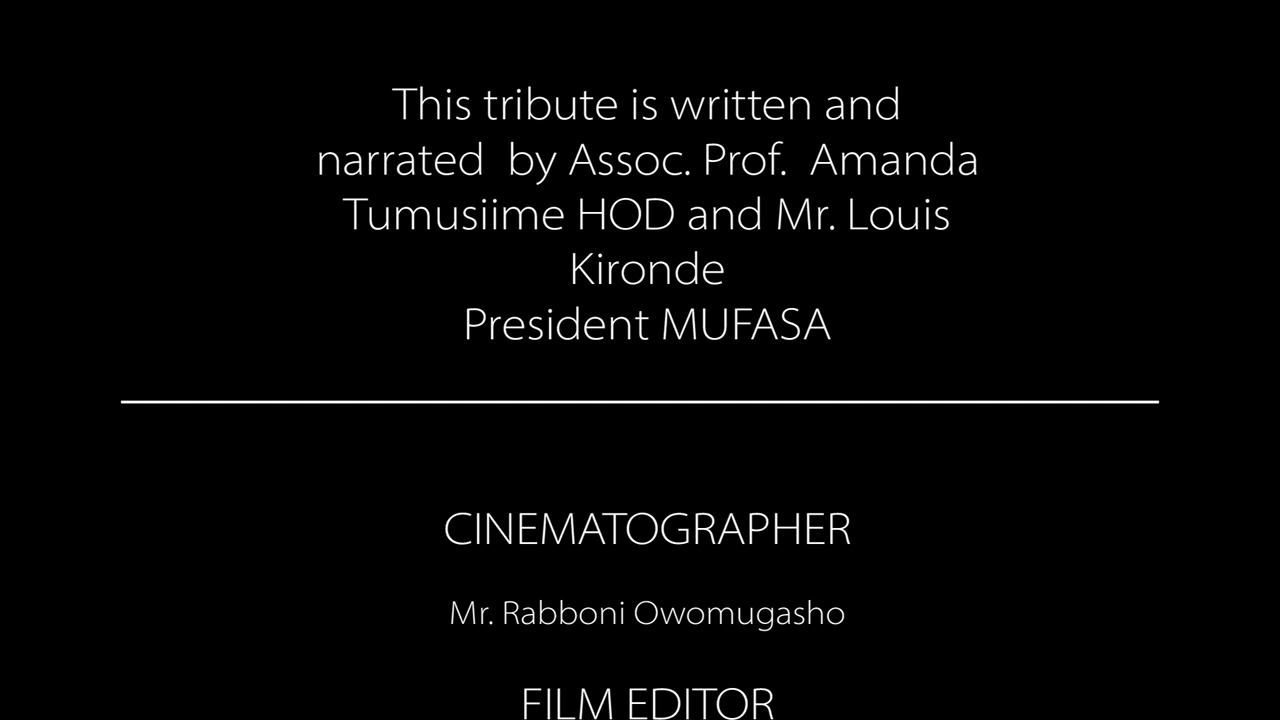 This tribute is written and
narrated  by Assoc. Prof.  Amanda
Tumusiime HOD and Mr. Louis
Kironde
President MUFASA
CINEMATOGRAPHER
Mr. Rabboni Owomugasho
FILM EDITOR